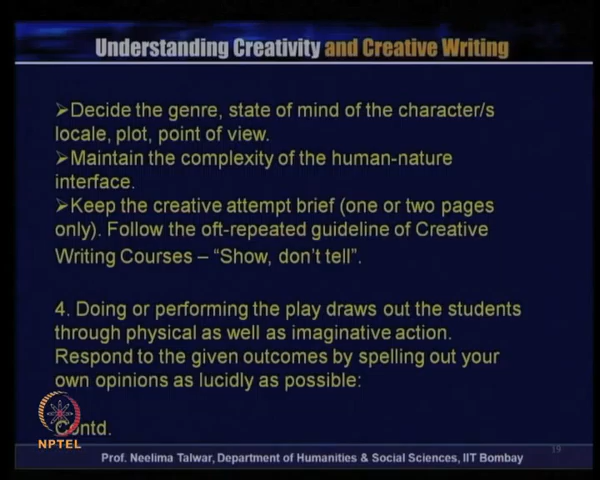 Understanding Creativity and Creative Writing
➢Decide the genre, state of mind of the character/s
locale, plot, point of view.
➢Maintain the complexity of the human-nature
interface.
➢Keep the creative attempt brief (one or two pages
only). Follow the oft-repeated guideline of Creative
Writing Courses – “Show, don’t tell”.
4. Doing or performing the play draws out the students
through physical as well as imaginative action.
Respond to the given outcomes by spelling out your
own opinions as lucidly as possible:
Contd.
NPTEL
19
Prof. Neelima Talwar, Department of Humanities & Social Sciences, IIT Bombay